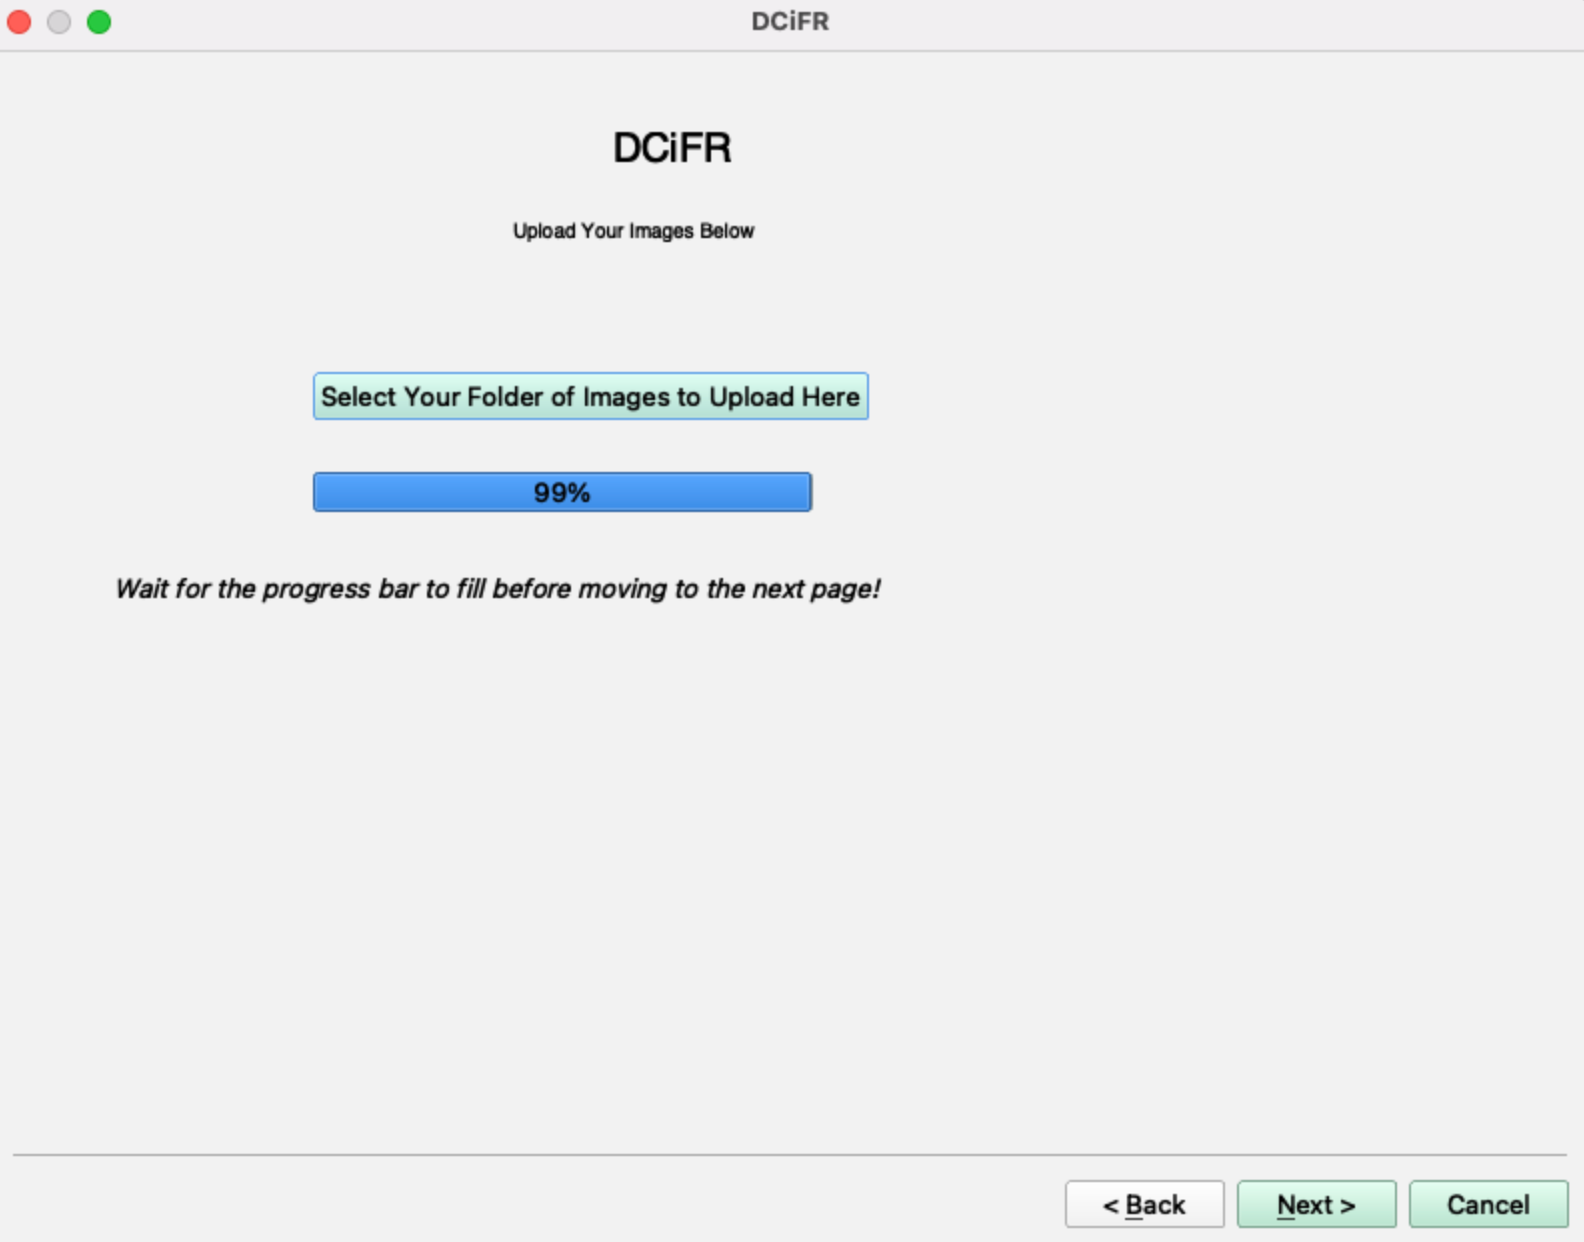 DCiFR
DCiFR
Upload Your Images Below
Select Your Folder of Images to Upload Here
99%
Wait for the progress bar to fill before moving to the next page!
< Back
Next >
Cancel